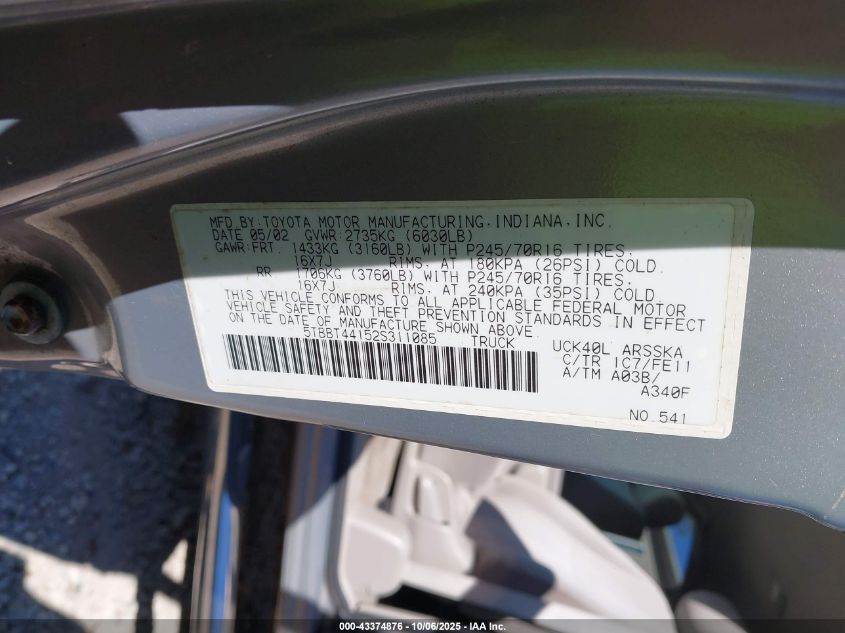 MFD.BY:TOYOTA MOTOR MANUFACTURING.INDIANA.INC.
DATE 05/02 GVWR:2735KG (6030LB)
GAWR:FRT. 1433KG (3160LB) WITH P245/70R16 TIRES.
16X7J RIMS. AT 180KPA (26PSI) COLD.
RR 1706KG (3760LB) WITH P245/70R16 TIRES.
16X7J RIMS. AT 240KPA (35PSI) COLD.
THIS VEHICLE CONFORMS TO ALL APPLICABLE FEDERAL MOTOR
VEHICLE SAFETY AND THEFT PREVENTION STANDARDS IN EFFECT
ON THE DATE OF MANUFACTURE SHOWN ABOVE.
5TBBT44152S311085 TRUCK UCK40L ARSSKA
C/TR 1C7/FE11
A/TM A03B/
A340F
NO.541
000-43374876 - 10/06/2025 - IAA Inc.